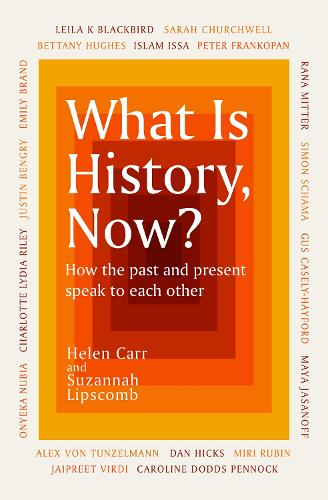 LEILA K BLACKBIRD SARAH CHURCHWELL
BETTANY HUGHES ISLAM ISSA PETER FRANKOPAN
RANA MITTER SIMON SCHAMA GUS CASELY-HAYFORD MAYA JASANOFF
ONYEKA NUBIA CHARLOTTE LYDIA RILEY JUSTIN BENGRY EMILY BRAND
What Is
History,
Now?
How the past and present
speak to each other
Helen Carr
and
Suzannah
Lipscomb
ALEX VON TUNZELMANN DAN HICKS MIRI RUBIN
JAIPREET VIRDI CAROLINE DODDS PENNOCK